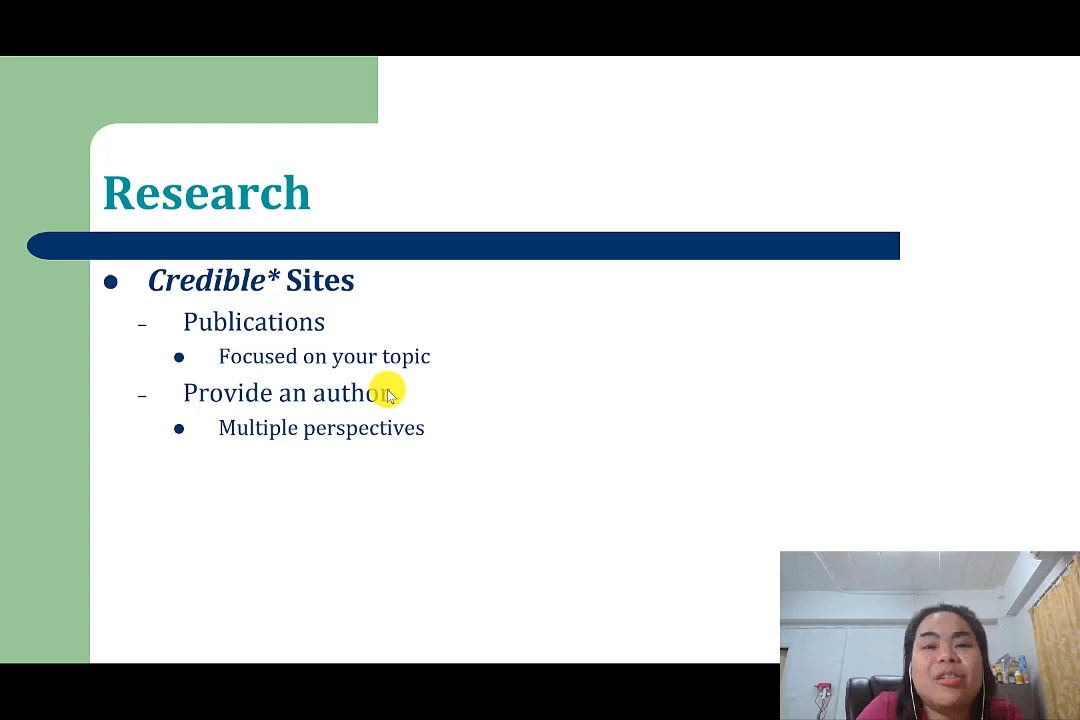 Research
Credible* Sites
Publications
Focused on your topic
Provide an author
Multiple perspectives